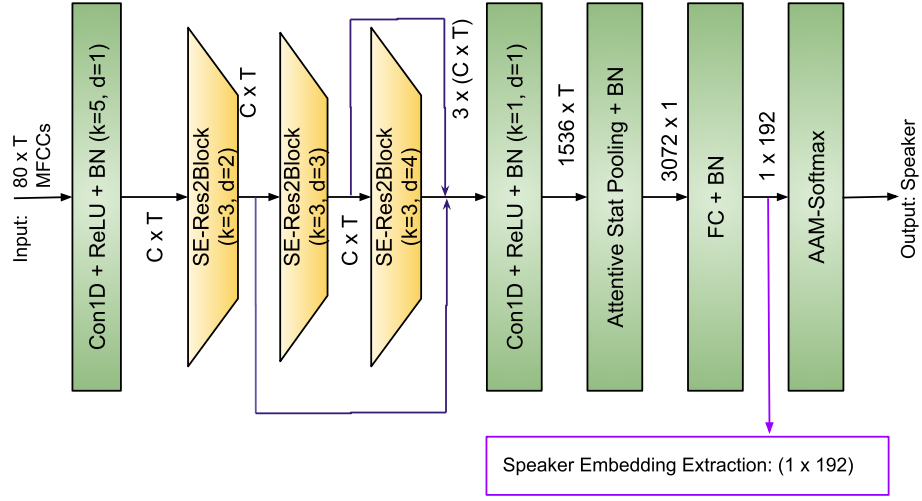 Input:
80 x T
MFCCs
Con1D + ReLU + BN (k=5, d=1)
C x T
SE-Res2Block
(k=3, d=2)
C x T
SE-Res2Block
(k=3, d=3)
C x T
SE-Res2Block
(k=3, d=4)
3 x (C x T)
Con1D + ReLU + BN (k=1, d=1)
1536 x T
Attentive Stat Pooling + BN
3072 x 1
FC + BN
1 x 192
AAM-Softmax
Output: Speaker
Speaker Embedding Extraction: (1 x 192)